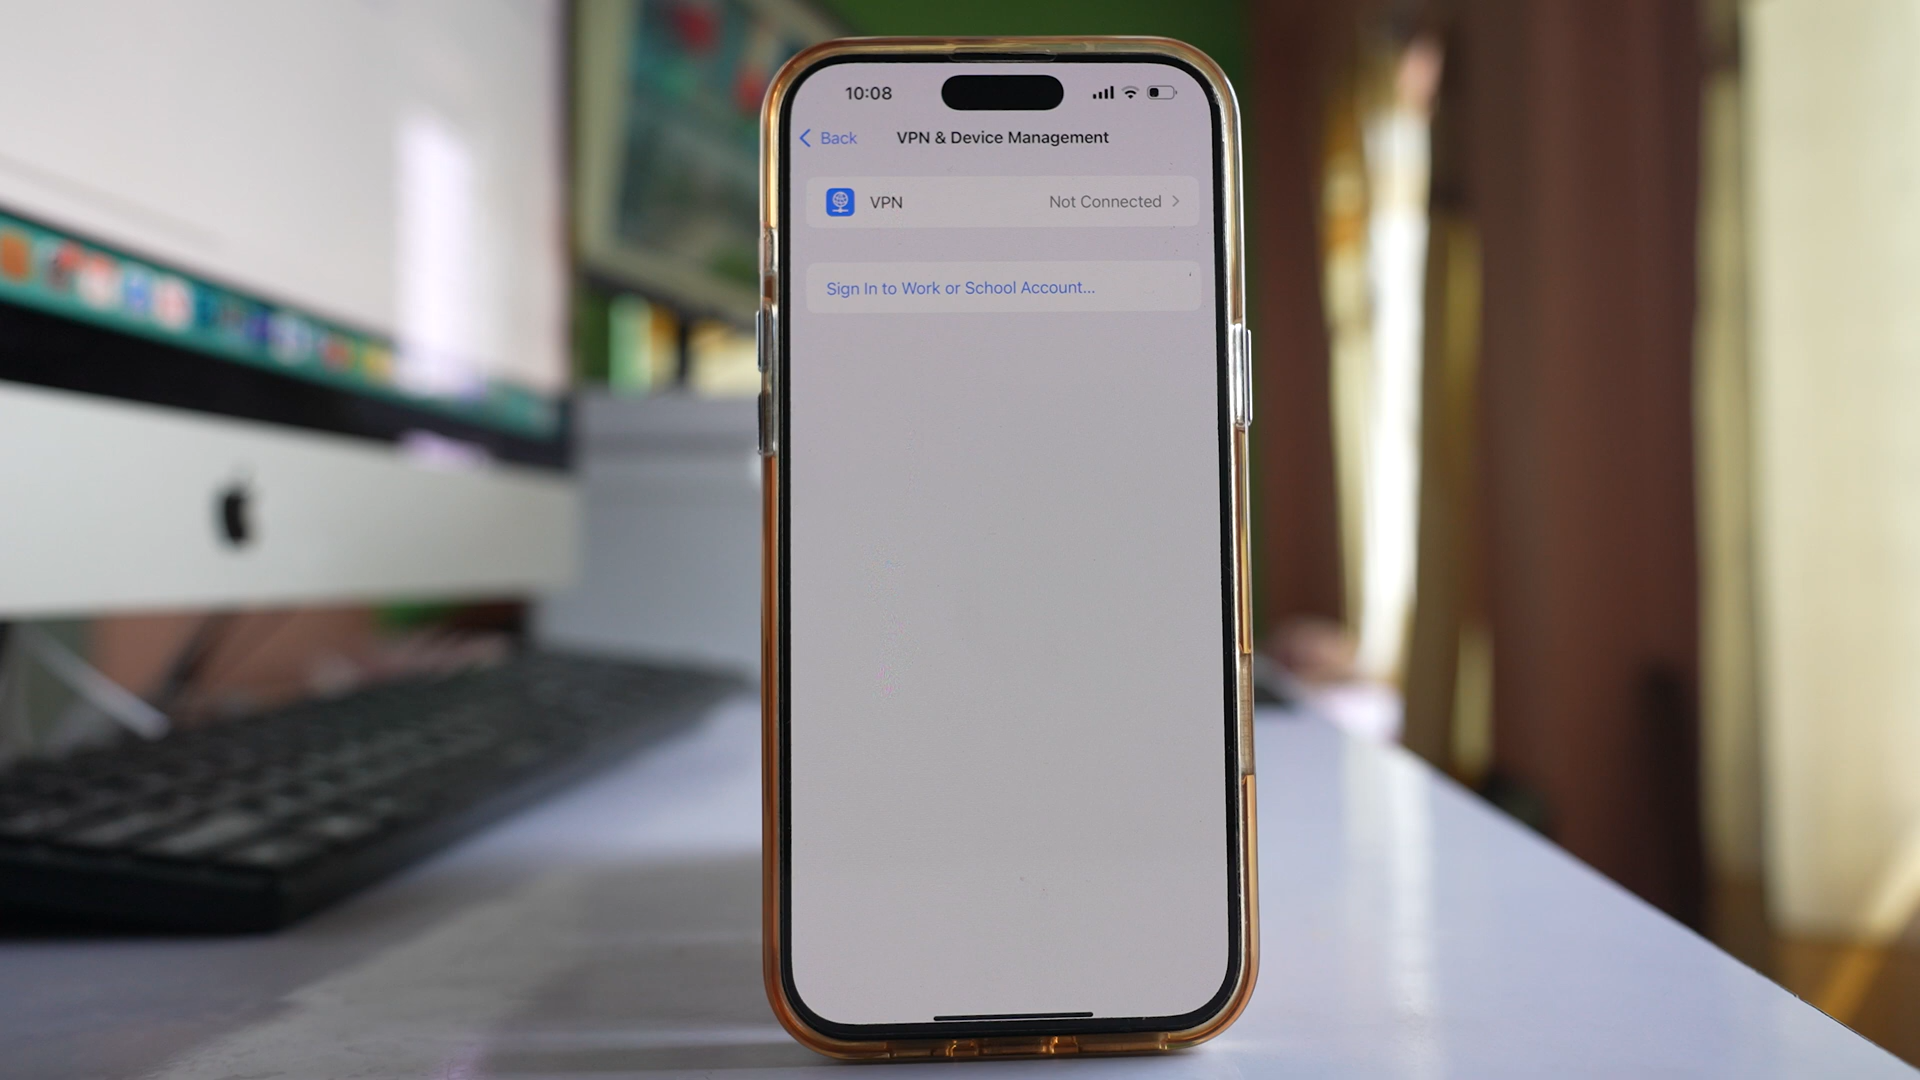 10:08
Back
VPN & Device Management
VPN Not Connected
Sign In to Work or School Account...